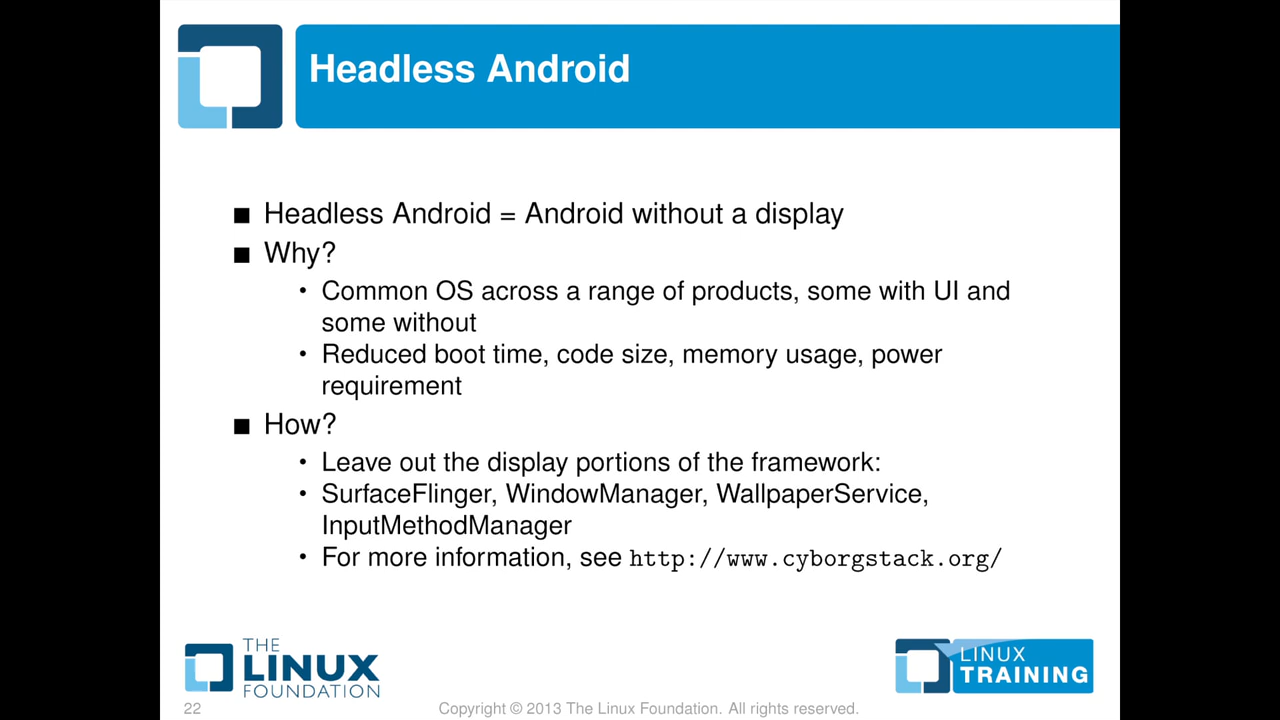 Headless Android
Headless Android = Android without a display
Why?
Common OS across a range of products, some with UI and
some without
Reduced boot time, code size, memory usage, power
requirement
How?
Leave out the display portions of the framework:
SurfaceFlinger, WindowManager, WallpaperService,
InputMethodManager
For more information, see http://www.cyborgstack.org/
THE
LINUX
FOUNDATION
LINUX
TRAINING
22
Copyright © 2013 The Linux Foundation. All rights reserved.